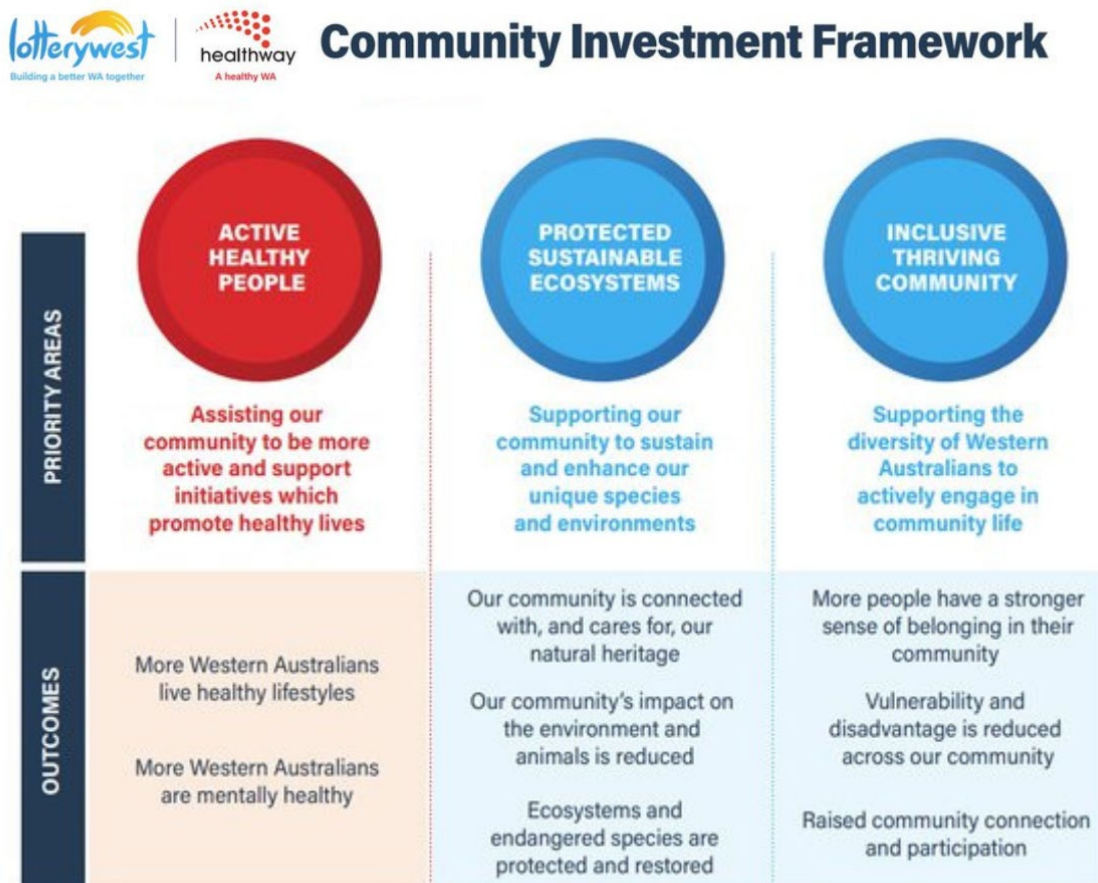 lotterywest
Building a better WA together
healthway
A healthy WA
Community Investment Framework
PRIORITY AREAS
ACTIVE
HEALTHY
PEOPLE
Assisting our
community to be more
active and support
initiatives which
promote healthy lives
PROTECTED
SUSTAINABLE
ECOSYSTEMS
Supporting our
community to sustain
and enhance our
unique species
and environments
INCLUSIVE
THRIVING
COMMUNITY
Supporting the
diversity of Western
Australians to
actively engage in
community life
OUTCOMES
More Western Australians
live healthy lifestyles
More Western Australians
are mentally healthy
Our community is connected
with, and cares for, our
natural heritage
Our community's impact on
the environment and
animals is reduced
Ecosystems and
endangered species are
protected and restored
More people have a stronger
sense of belonging in their
community
Vulnerability and
disadvantage is reduced
across our community
Raised community connection
and participation